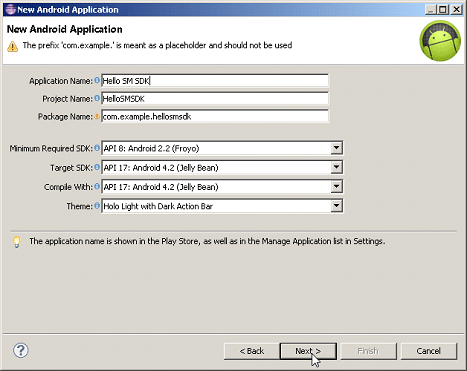 New Android Application
New Android Application
The prefix 'com.example.' is meant as a placeholder and should not be used
Application Name: Hello SM SDK
Project Name: HelloSMSDK
Package Name: com.example.hellosmsdk
Minimum Required SDK: API 8: Android 2.2 (Froyo)
Target SDK: API 17: Android 4.2 (Jelly Bean)
Compile With: API 17: Android 4.2 (Jelly Bean)
Theme: Holo Light with Dark Action Bar
The application name is shown in the Play Store, as well as in the Manage Application list in Settings.
? < Back Next > Finish Cancel